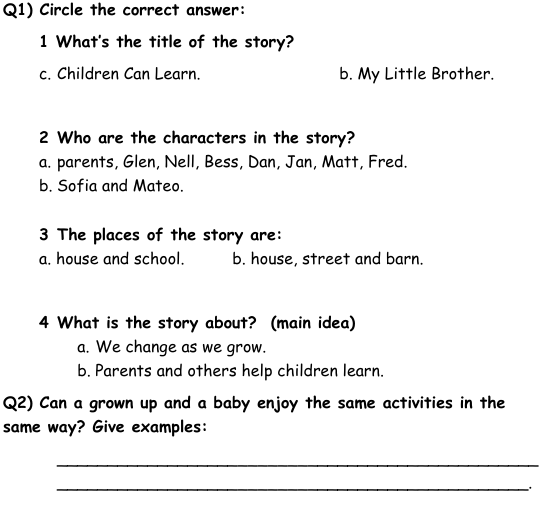 Q1) Circle the correct answer:
1 What's the title of the story?
c. Children Can Learn. b. My Little Brother.
2 Who are the characters in the story?
a. parents, Glen, Nell, Bess, Dan, Jan, Matt, Fred.
b. Sofia and Mateo.
3 The places of the story are:
a. house and school. b. house, street and barn.
4 What is the story about? (main idea)
a. We change as we grow.
b. Parents and others help children learn.
Q2) Can a grown up and a baby enjoy the same activities in the
same way? Give examples:
_______________________________________________
_______________________________________________.